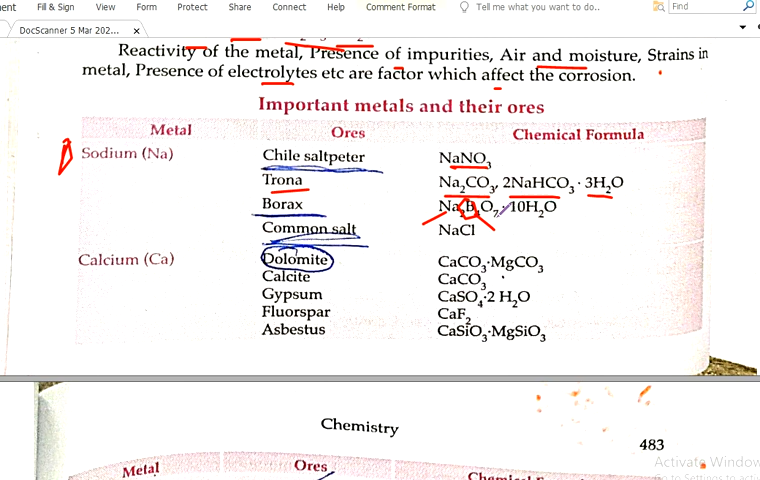 ment Fill & Sign View Form Protect Share Connect Help Comment Format Tell me what you want to do.. Find
DocScanner 5 Mar 202... ×
Reactivity of the metal, Presence of impurities, Air and moisture, Strains in
metal, Presence of electrolytes etc are factor which affect the corrosion.
Important metals and their ores
Metal Ores Chemical Formula
Sodium (Na) Chile saltpeter NaNO₃
Trona Na₂CO₃, 2NaHCO₃·3H₂O
Borax Na₂B₄O₇·10H₂O
Common salt NaCl
Calcium (Ca) Dolomite CaCO₃·MgCO₃
Calcite CaCO₃
Gypsum CaSO₄·2 H₂O
Fluorspar CaF₂
Asbestus CaSiO₃·MgSiO₃
Chemistry
483
Activate Window
Metal Ores